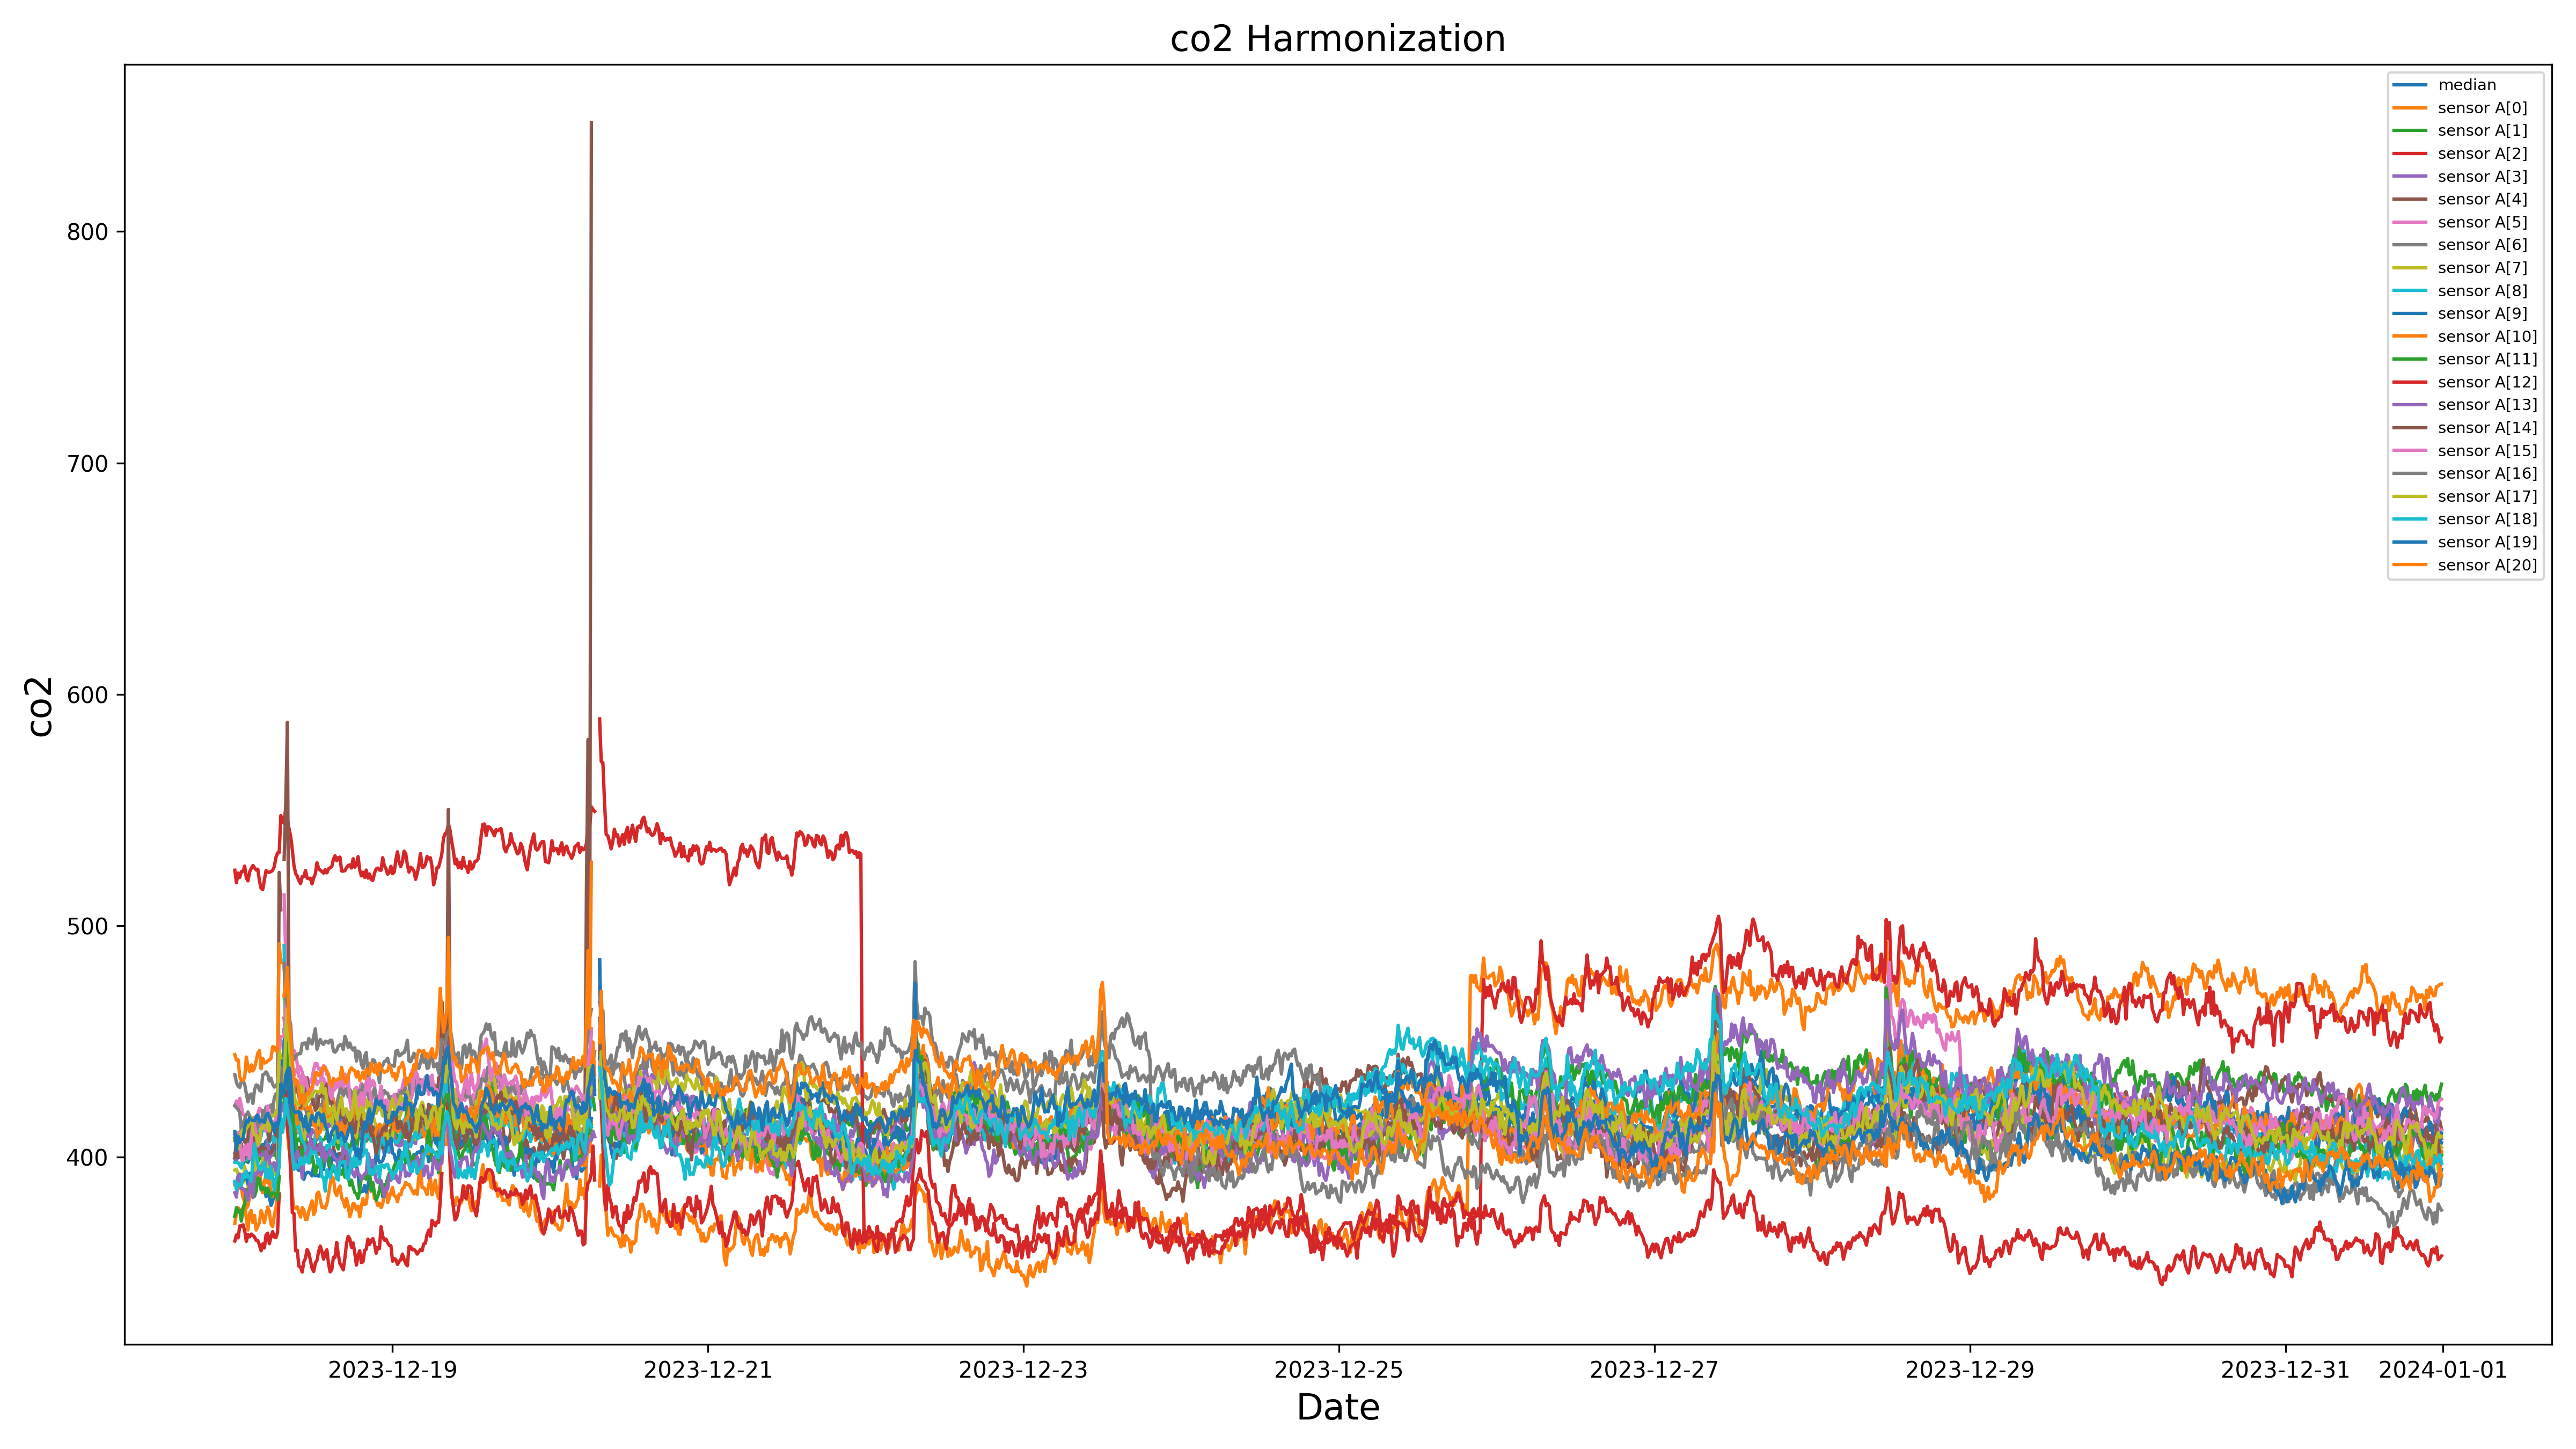 co2 Harmonization
median
sensor A[0]
sensor A[1]
sensor A[2]
sensor A[3]
sensor A[4]
sensor A[5]
sensor A[6]
sensor A[7]
sensor A[8]
sensor A[9]
sensor A[10]
sensor A[11]
sensor A[12]
sensor A[13]
sensor A[14]
sensor A[15]
sensor A[16]
sensor A[17]
sensor A[18]
sensor A[19]
sensor A[20]
800
700
600
500
400
co2
2023-12-19 2023-12-21 2023-12-23 2023-12-25 2023-12-27 2023-12-29 2023-12-31 2024-01-01
Date